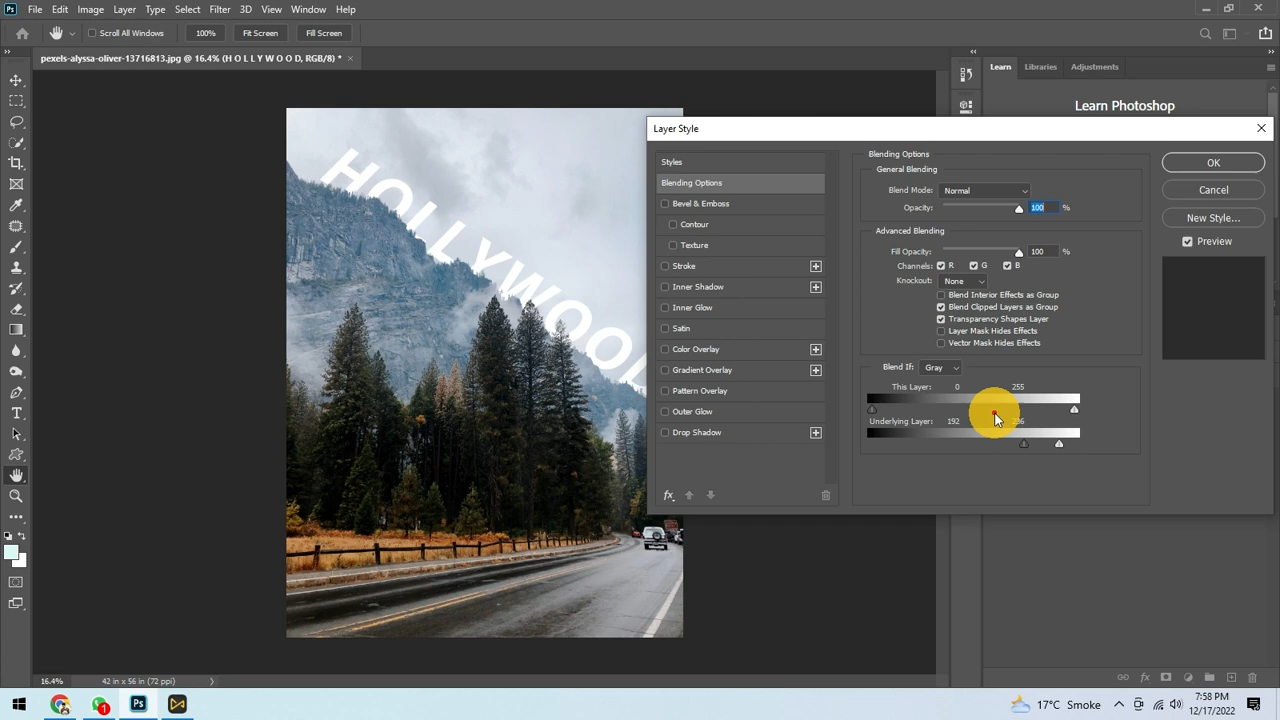 Ps File Edit Image Layer Type Select Filter 3D View Window Help
Scroll All Windows 100% Fit Screen Fill Screen
pexels-alyssa-oliver-13716813.jpg @ 16.4% (H O L L Y W O O D, RGB/8) *
Learn Libraries Adjustments
Learn Photoshop
HOLLYWOOD
Layer Style
Styles
Blending Options
Bevel & Emboss
Contour
Texture
Stroke
Inner Shadow
Inner Glow
Satin
Color Overlay
Gradient Overlay
Pattern Overlay
Outer Glow
Drop Shadow
fx
Blending Options
General Blending
Blend Mode: Normal
Opacity: 100 %
Advanced Blending
Fill Opacity: 100 %
Channels: R G B
Knockout: None
Blend Interior Effects as Group
Blend Clipped Layers as Group
Transparency Shapes Layer
Layer Mask Hides Effects
Vector Mask Hides Effects
Blend If: Gray
This Layer: 0 255
Underlying Layer: 192
OK
Cancel
New Style...
Preview
16.4% 42 in x 56 in (72 ppi)
fx
1 Ps
17°C Smoke
7:58 PM
12/17/2022